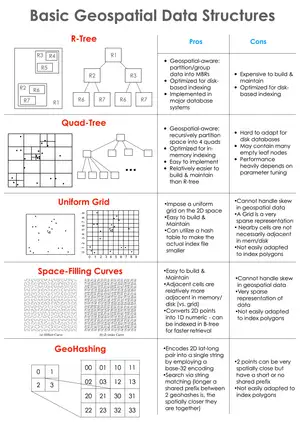 Basic Geospatial Data Structures
Pros
Cons
R-Tree
R3
R4
R5
R2
R6
R7
R1
R1
R2
R3
R6
R7
R4
R5
• Geospatial-aware:
partition/group
data into MBRs
• Optimized for disk-
based indexing
• Implemented in
major database
systems
• Expensive to build &
maintain
• Optimized for disk-
based indexing
Quad-Tree
• Geospatial-aware:
recursively partition
space into 4 quads
• Optimized for in-
memory indexing
• Easy to implement
• Relatively easier to
build & maintain
than R-tree
• Hard to adapt for
disk databases
• May contain many
empty leaf nodes
• Performance
heavily depends on
parameter tuning
Uniform Grid
•Impose a uniform
grid on the 2D space
•Easy to build &
Maintain
•Can utilize a hash
table to make the
actual index file
smaller
•Cannot handle skew
in geospatial data
•A Grid is a very
sparse representation
•Nearby cells are not
necessarily adjacent
in mem/disk
•Not easily adapted
to index polygons
Space-Filling Curves
(a) Hilbert Curve
(b) Z-order Curve
•Easy to build &
Maintain
•Adjacent cells are
relatively more
adjacent in memory/
disk (vs. grid)
•Converts 2D points
into 1D numeric - can
be indexed in B-tree
for faster retrieval
•Cannot handle skew
in geospatial data
•Very sparse
representation of
data
•Not easily adapted
to index polygons
GeoHashing
0
1
2
3
00
01
10
11
02
03
12
13
20
21
30
31
22
23
32
33
•Encodes 2D lat-long
pair into a single string
by employing a
base-32 encoding
•Search via string
matching (longer a
shared prefix between
2 geohashes is, the
spatially closer they
are together)
•2 points can be very
spatially close but
have a short or no
shared prefix
•Not easily adapted to
index polygons